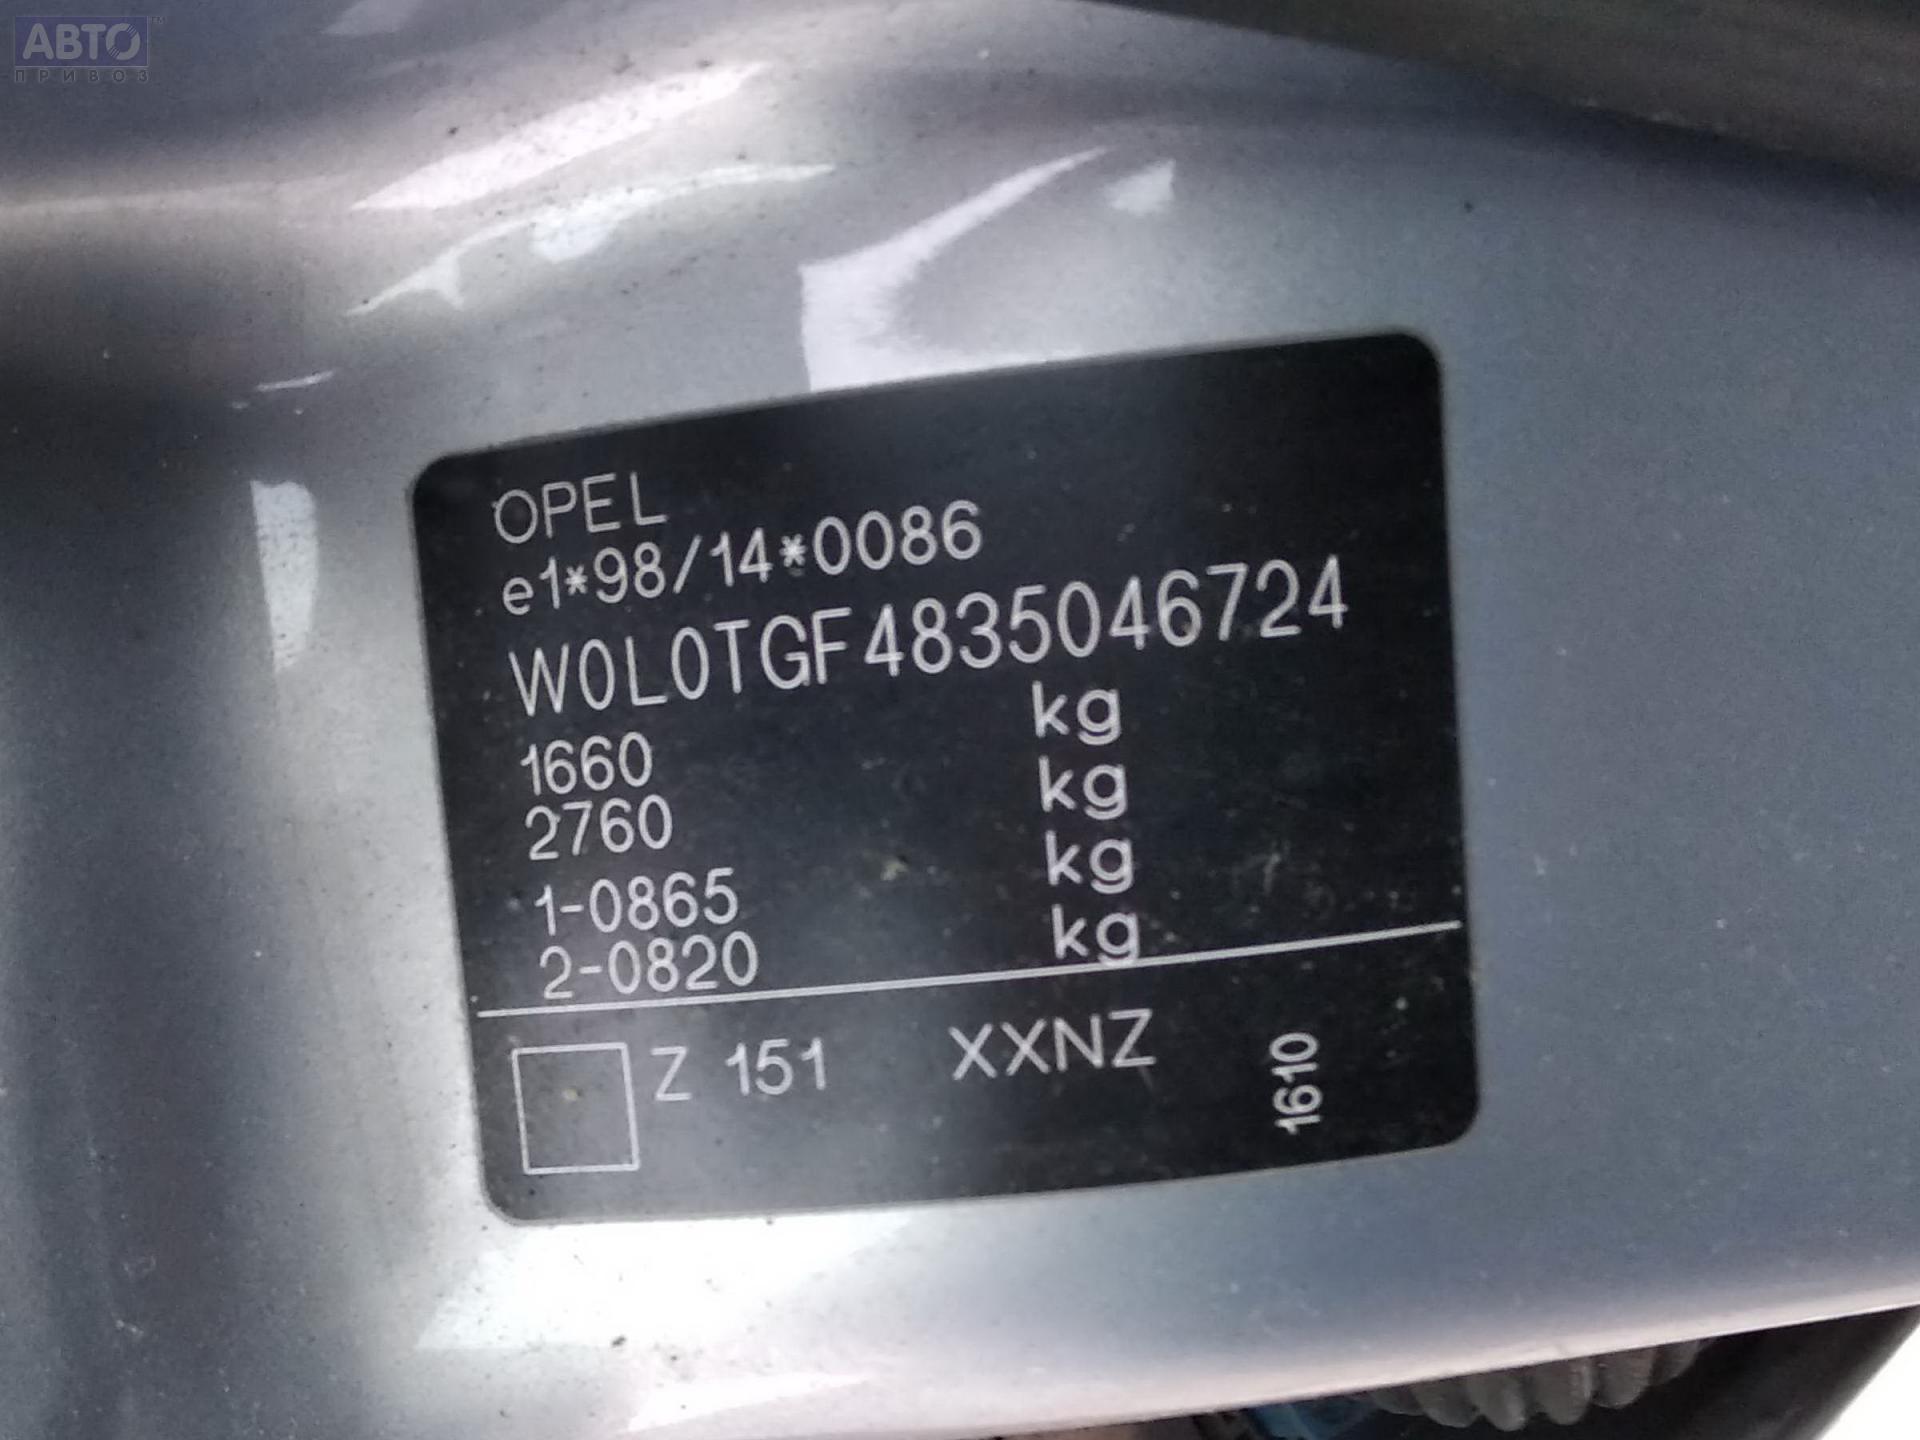 АВТО™
ПРИВОЗ
OPEL
e1*98/14*0086
W0L0TGF4835046724
1660 kg
2760 kg
1-0865 kg
2-0820 kg
Z 151 XXNZ 1610